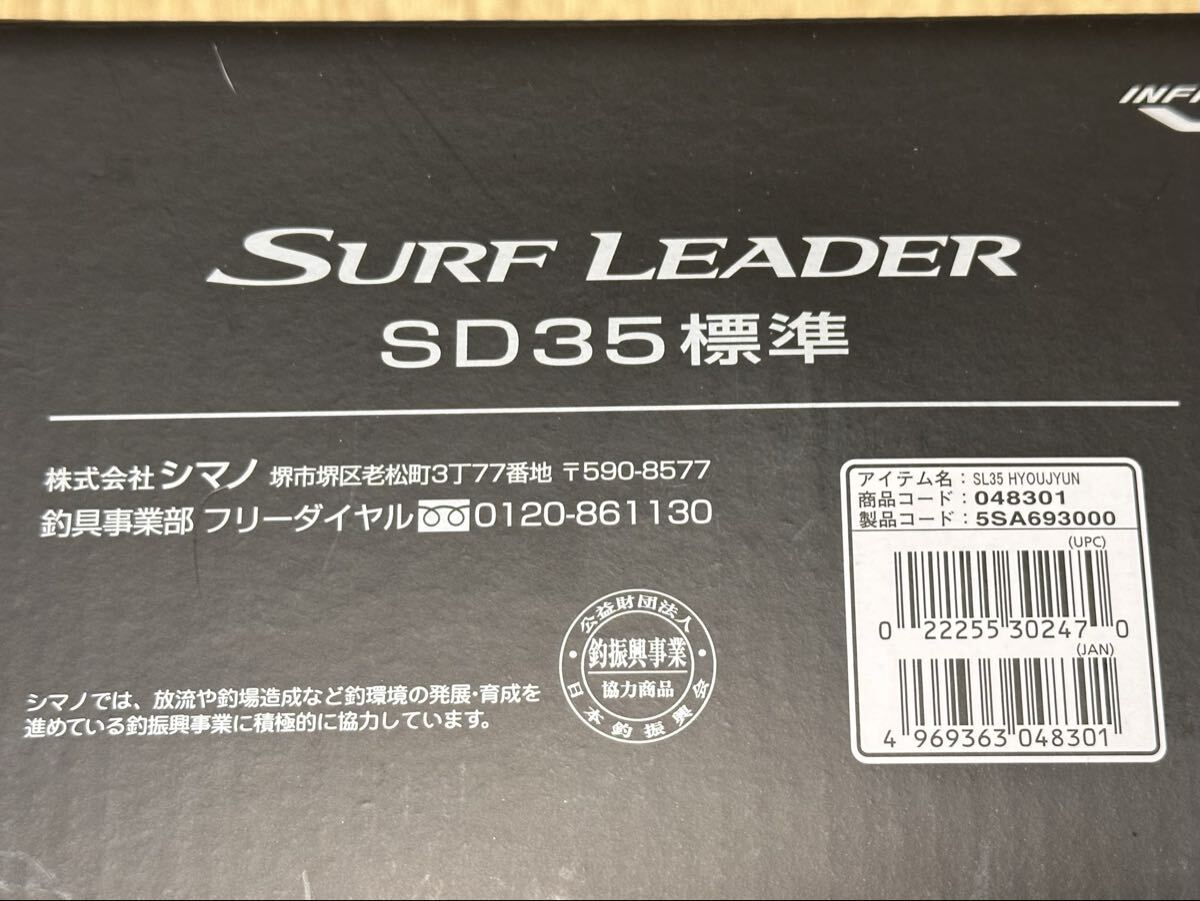 SURF LEADER
SD35標準
株式会社 シマノ 堺市堺区老松町3丁77番地 〒590-8577
釣具事業部 フリーダイヤル 0120-861130
アイテム名：SL35 HYOUJYUN
商品コード：048301
製品コード：5SA693000
(UPC)
0 22255 30247 0
(JAN)
4 969363 048301
公益財団法人
釣振興事業
協力商品
日本釣振興会
シマノでは、放流や釣場造成など釣環境の発展・育成を
進めている釣振興事業に積極的に協力しています。